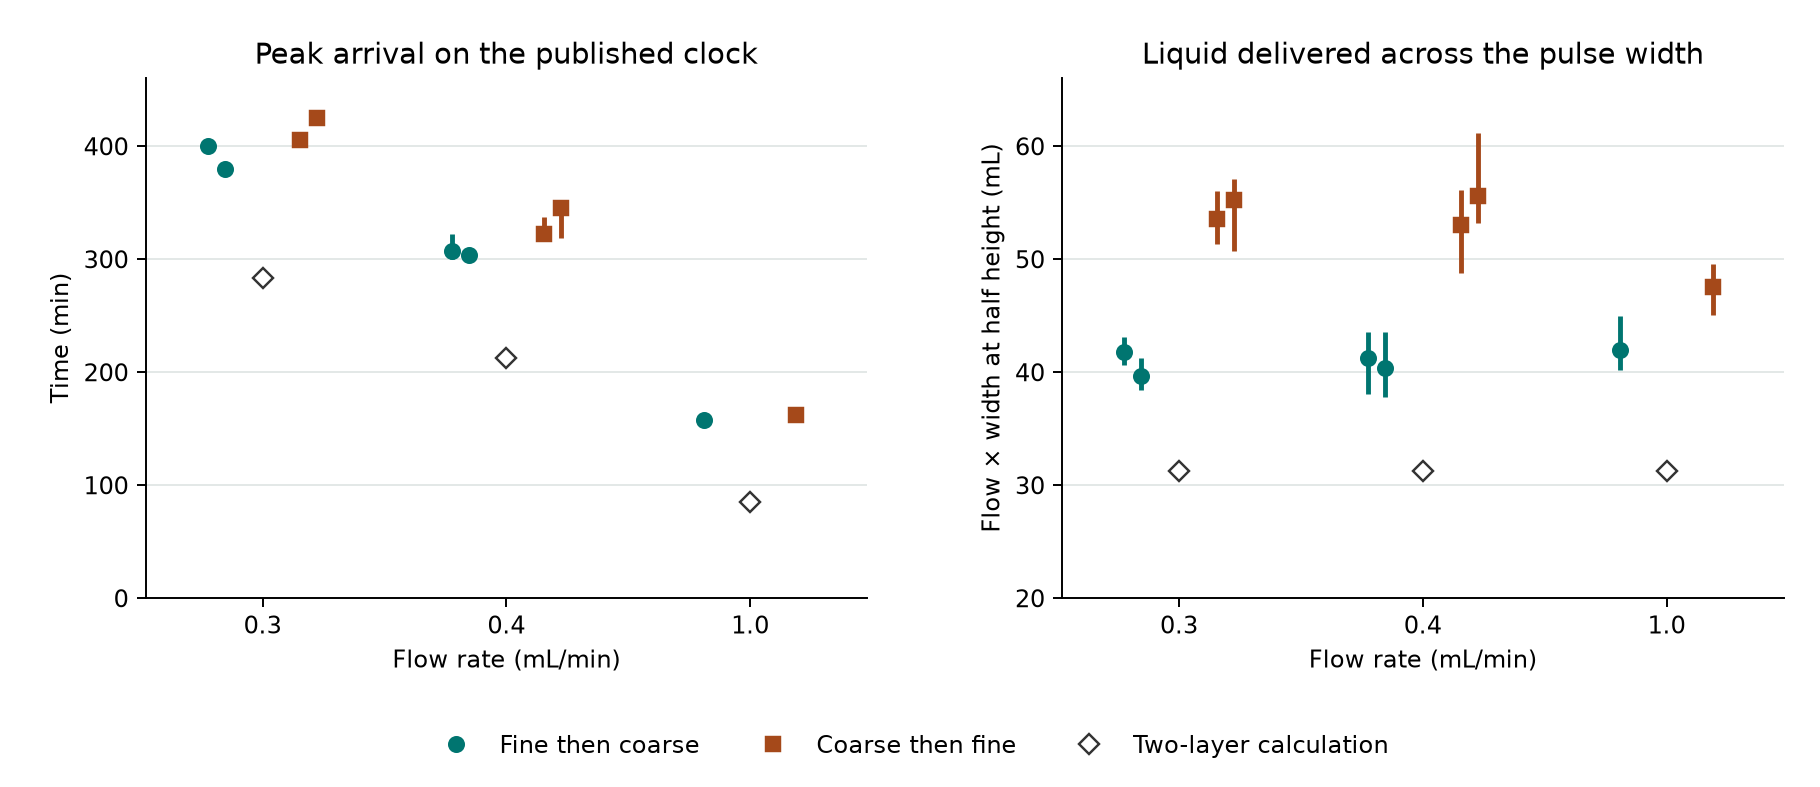 Peak arrival on the published clock
Time (min)
400
300
200
100
0
0.3
0.4
1.0
Flow rate (mL/min)
Liquid delivered across the pulse width
Flow × width at half height (mL)
60
50
40
30
20
0.3
0.4
1.0
Flow rate (mL/min)
Fine then coarse
Coarse then fine
Two-layer calculation